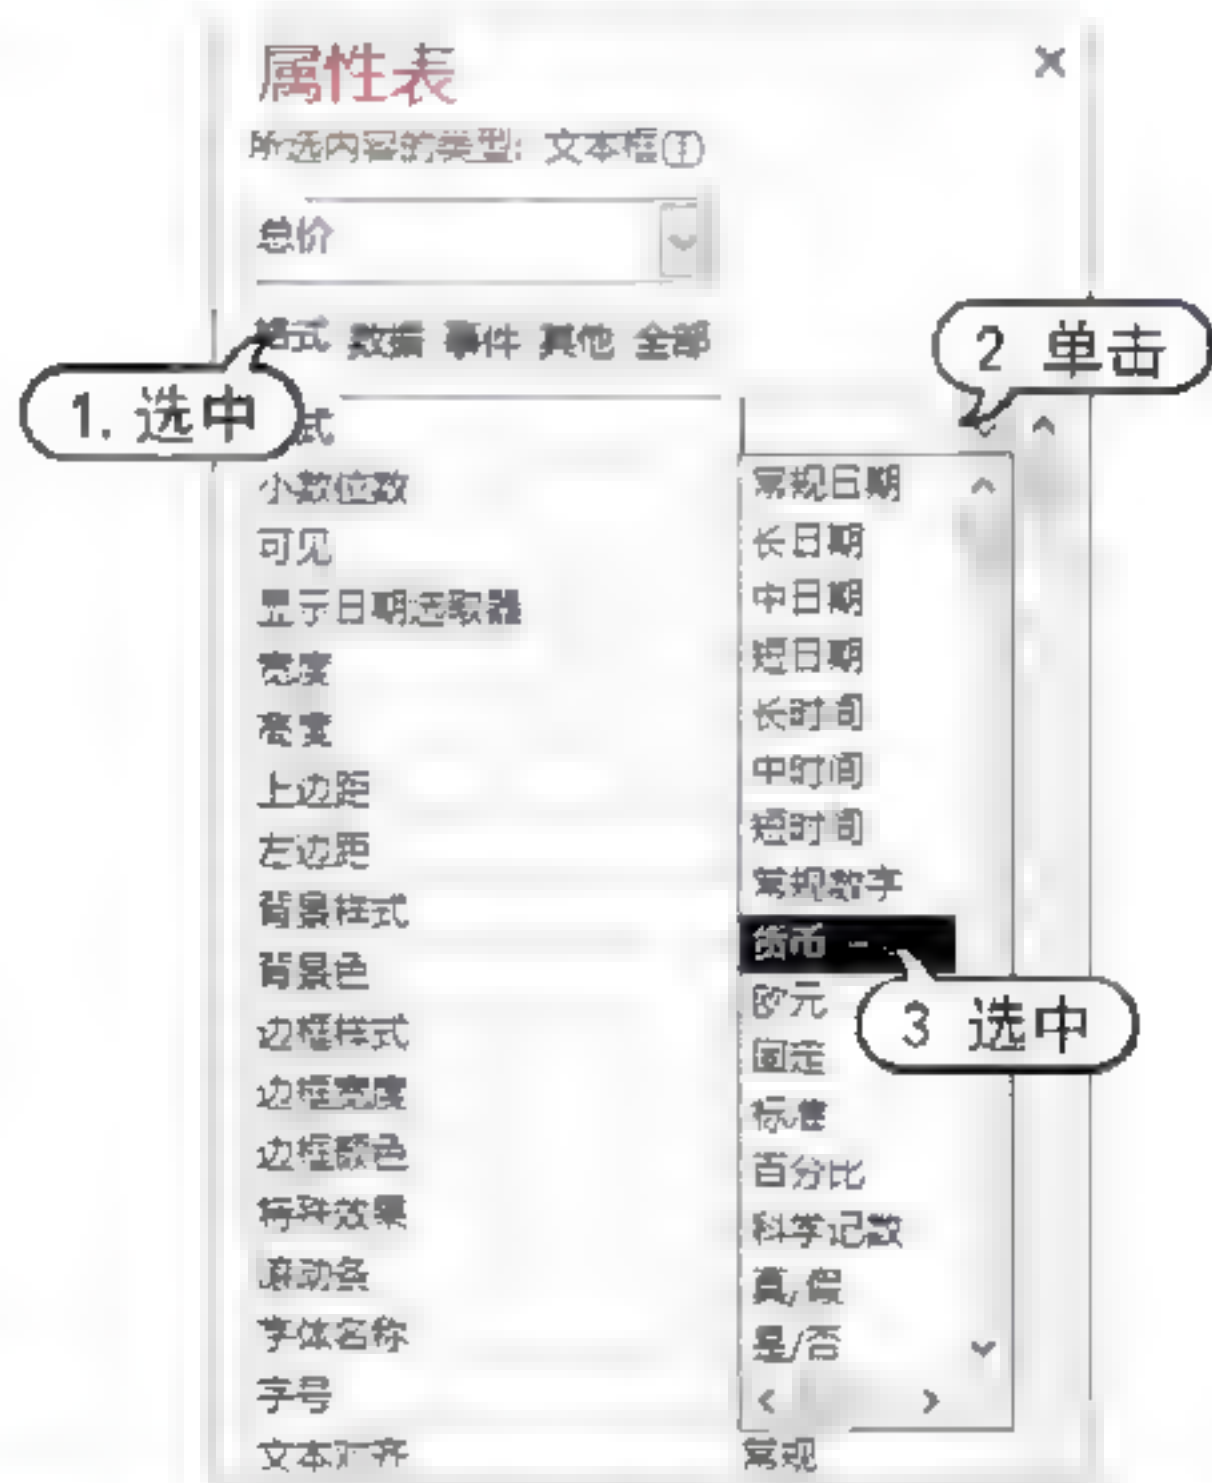 属性表
所选内容的类型: 文本框(T)
总价
格式 数据 事件 其他 全部
1.选中
2 单击
式
小数位数
可见
显示日期选取器
宽度
高度
上边距
左边距
背景样式
背景色
边框样式
边框宽度
边框颜色
特殊效果
滚动条
字体名称
字号
文本对齐
常规日期
长日期
中日期
短日期
长时间
中时间
短时间
常规数字
货币
3 选中
欧元
固定
标准
百分比
科学记数
真/假
是/否
常规